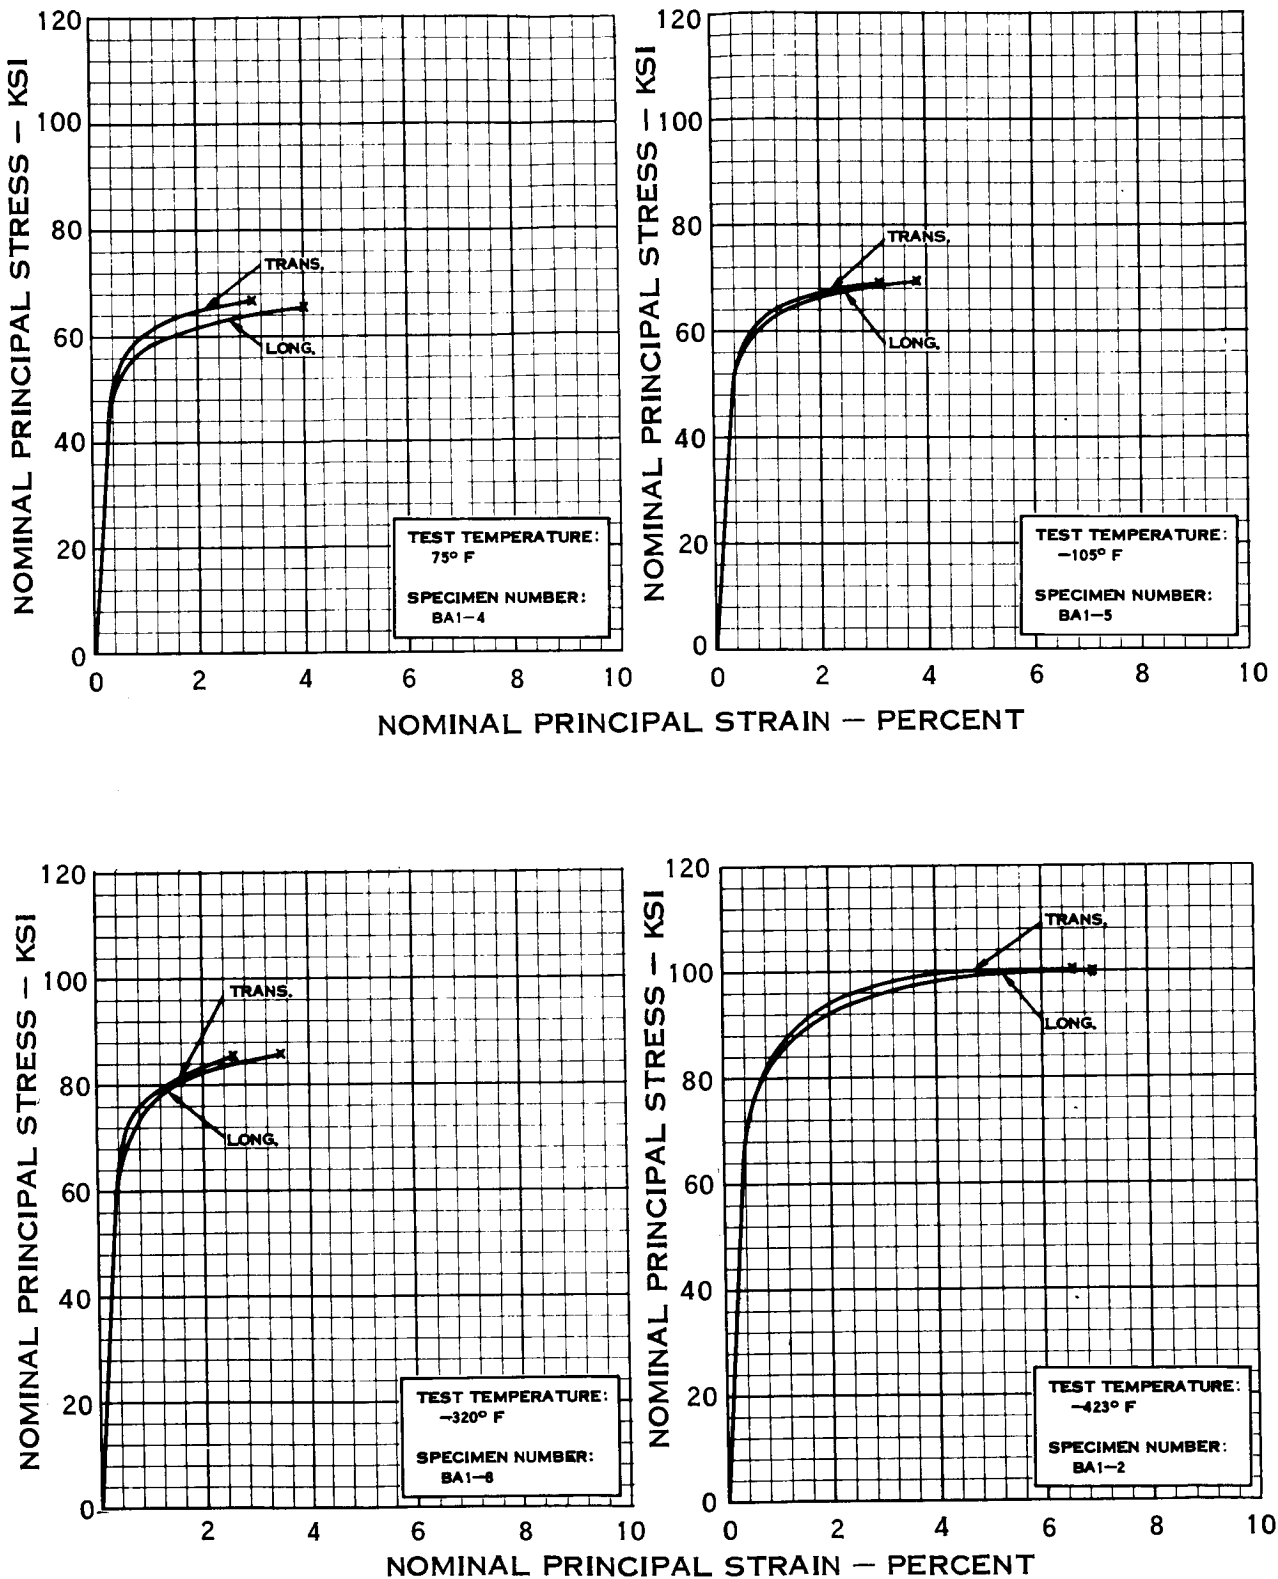 NOMINAL PRINCIPAL STRESS — KSI
120
100
80
60
40
20
0
TRANS.
LONG.
TEST TEMPERATURE:
75° F
SPECIMEN NUMBER:
BA1—4
0 2 4 6 8 10
NOMINAL PRINCIPAL STRESS — KSI
120
100
80
60
40
20
0
TRANS.
LONG.
TEST TEMPERATURE:
—105° F
SPECIMEN NUMBER:
BA1—5
0 2 4 6 8 10
NOMINAL PRINCIPAL STRAIN — PERCENT
NOMINAL PRINCIPAL STRESS — KSI
120
100
80
60
40
20
0
TRANS.
LONG.
TEST TEMPERATURE:
—320° F
SPECIMEN NUMBER:
BA1—6
2 4 6 8 10
NOMINAL PRINCIPAL STRESS — KSI
120
100
80
60
40
20
0
TRANS.
LONG.
TEST TEMPERATURE:
—423° F
SPECIMEN NUMBER:
BA1—2
0 2 4 6 8 10
NOMINAL PRINCIPAL STRAIN — PERCENT